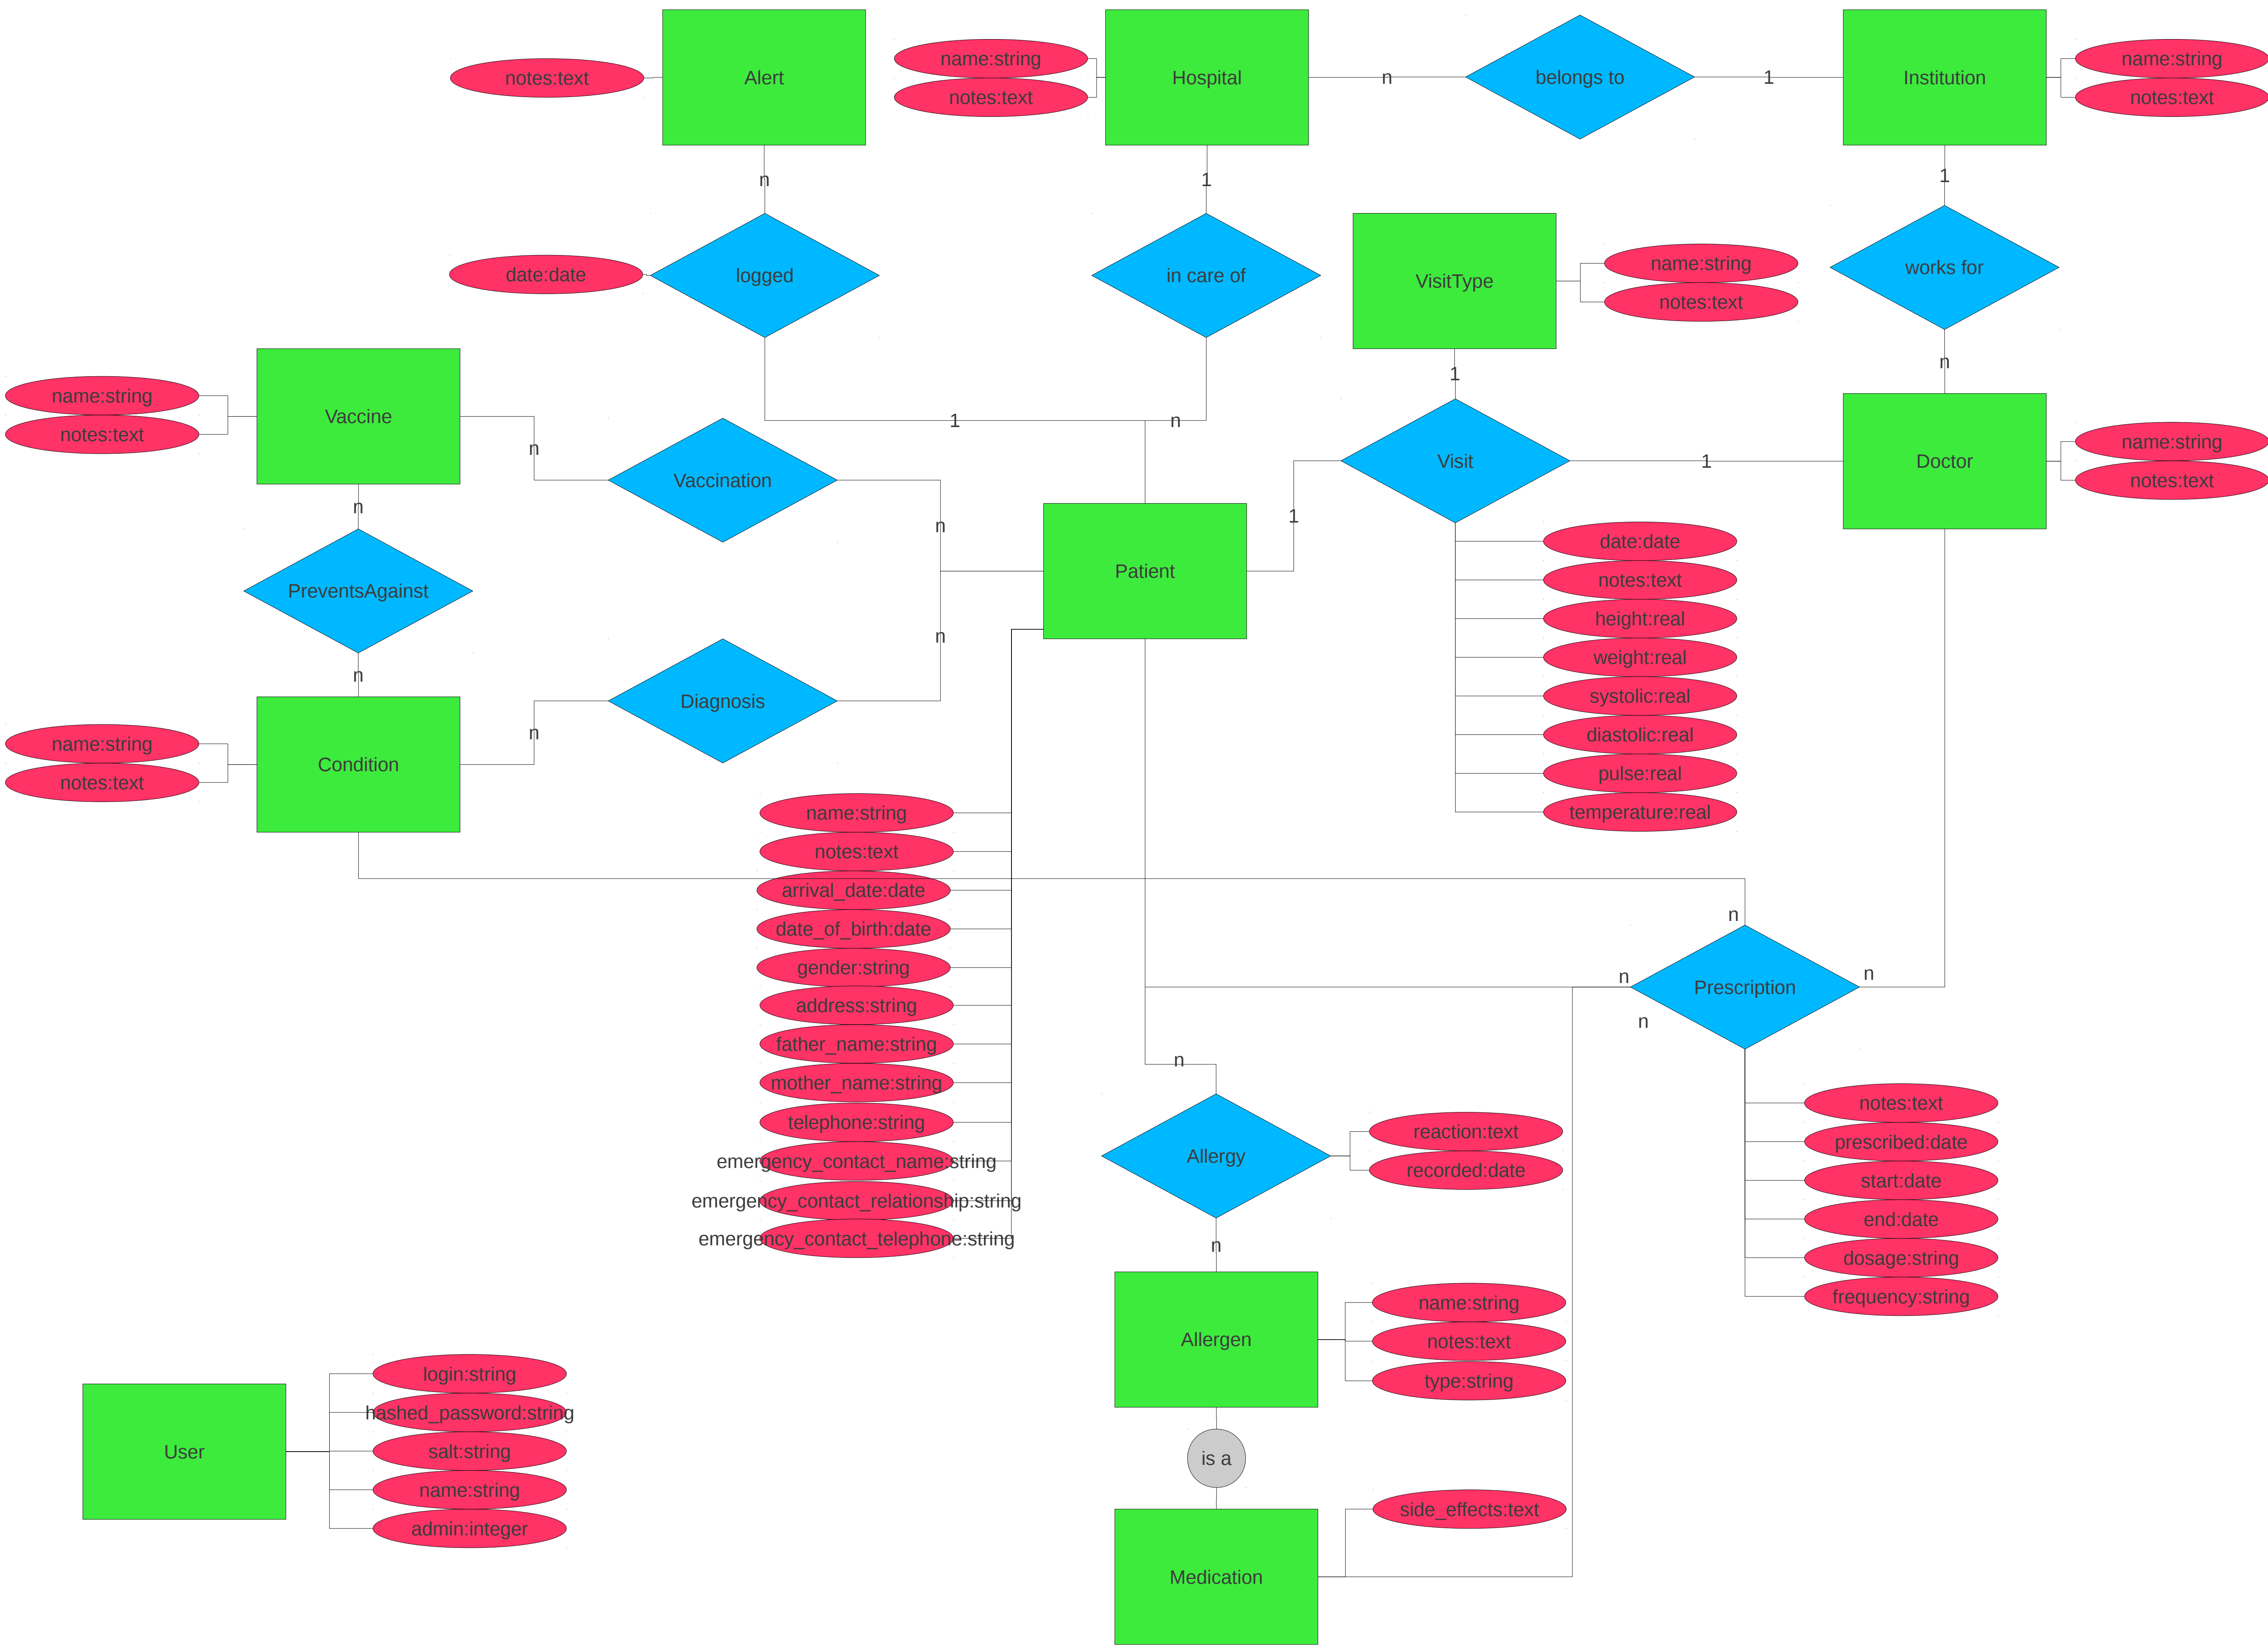 Alert
notes:text
name:string
notes:text
Hospital
n
belongs to
1
Institution
name:string
notes:text
n
1
1
date:date
logged
in care of
VisitType
name:string
notes:text
works for
1
n
name:string
notes:text
Vaccine
n
Vaccination
1
n
Visit
1
Doctor
name:string
notes:text
n
n
1
PreventsAgainst
Patient
n
n
Diagnosis
n
name:string
notes:text
Condition
date:date
notes:text
height:real
weight:real
systolic:real
diastolic:real
pulse:real
temperature:real
name:string
notes:text
arrival_date:date
date_of_birth:date
gender:string
address:string
father_name:string
mother_name:string
telephone:string
emergency_contact_name:string
emergency_contact_relationship:string
emergency_contact_telephone:string
n
n
n
Prescription
n
notes:text
prescribed:date
start:date
end:date
dosage:string
frequency:string
n
Allergy
reaction:text
recorded:date
n
Allergen
name:string
notes:text
type:string
is a
Medication
side_effects:text
User
login:string
hashed_password:string
salt:string
name:string
admin:integer